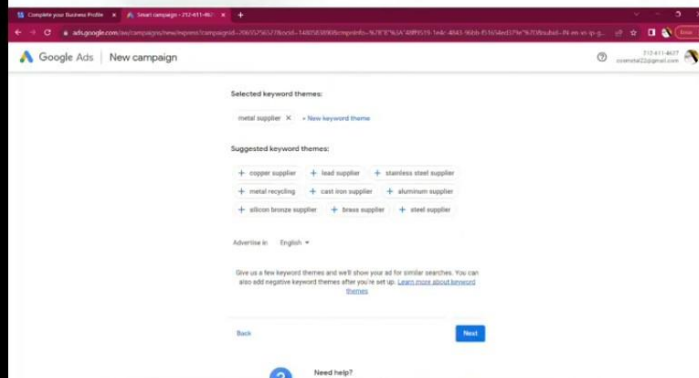 Complete your Business Profile
Smart campaign - 212-411-467
Google Ads New campaign
212-411-4677
Selected keyword themes:
metal supplier × + New keyword theme
Suggested keyword themes:
+ copper supplier + lead supplier + stainless steel supplier
+ metal recycling + cast iron supplier + aluminum supplier
+ silicon bronze supplier + brass supplier + steel supplier
Advertise in English
Give us a few keyword themes and we'll show your ad for similar searches. You can
also add negative keyword themes after you're set up. Learn more about keyword
themes
Back Next
Need help?